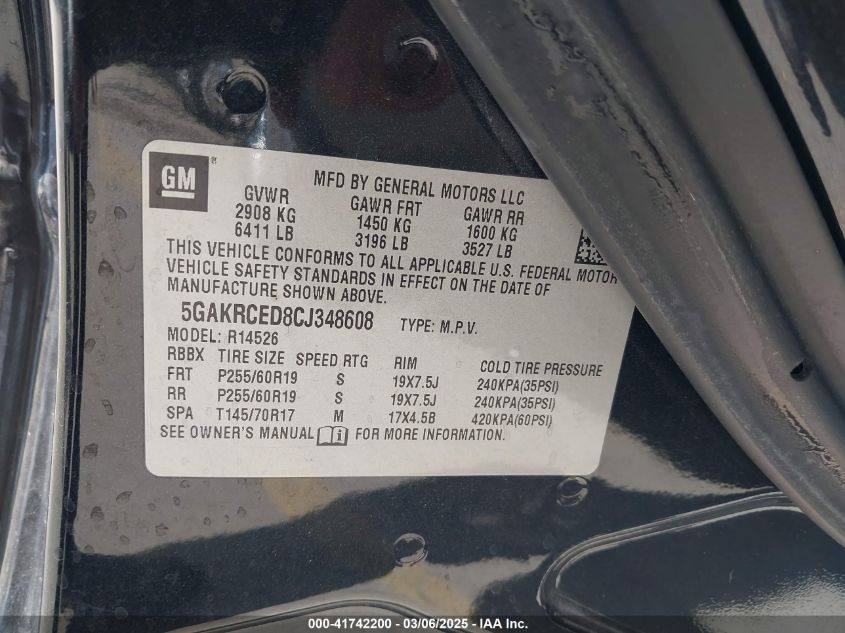 GM
MFD BY GENERAL MOTORS LLC
GVWR GAWR FRT GAWR RR
2908 KG 1450 KG 1600 KG
6411 LB 3196 LB 3527 LB
THIS VEHICLE CONFORMS TO ALL APPLICABLE U.S. FEDERAL MOTOR
VEHICLE SAFETY STANDARDS IN EFFECT ON THE DATE OF
MANUFACTURE SHOWN ABOVE.
5GAKRCED8CJ348608 TYPE: M.P.V.
MODEL: R14526
RBBX TIRE SIZE SPEED RTG RIM COLD TIRE PRESSURE
FRT P255/60R19 S 19X7.5J 240KPA(35PSI)
RR P255/60R19 S 19X7.5J 240KPA(35PSI)
SPA T145/70R17 M 17X4.5B 420KPA(60PSI)
SEE OWNER'S MANUAL FOR MORE INFORMATION.
000-41742200 - 03/06/2025 - IAA Inc.